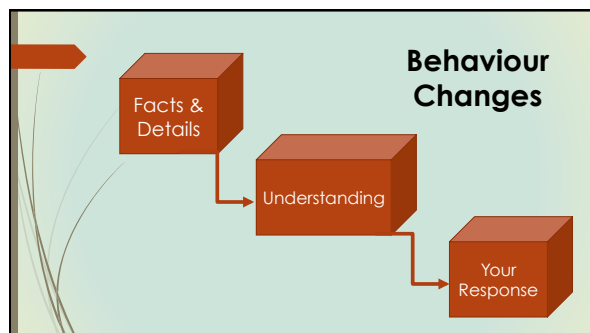 Behaviour
Changes
Facts &
Details
Understanding
Your
Response